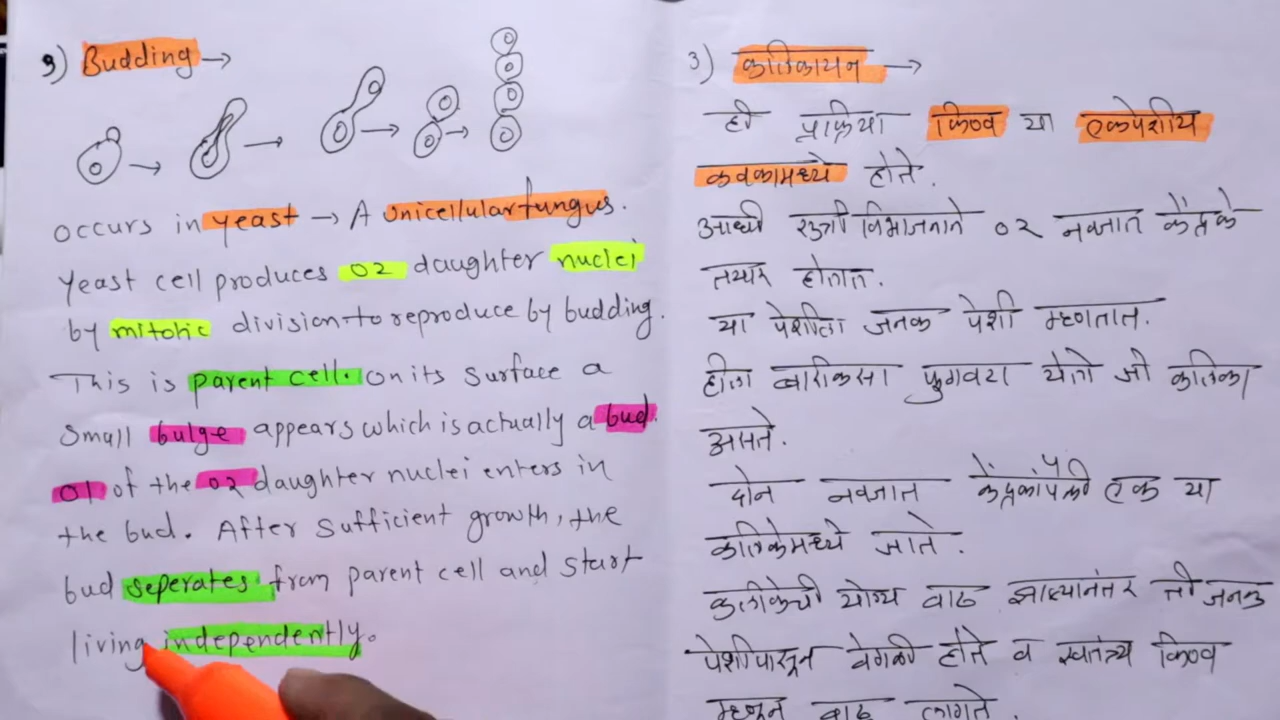 3) Budding →
occurs in yeast → A unicellular fungus.
Yeast cell produces 02 daughter nuclei
by mitotic division to reproduce by budding.
This is parent cell. On its surface a
small bulge appears which is actually a bud.
01 of the 02 daughter nuclei enters in
the bud. After sufficient growth, the
bud seperates from parent cell and start
living independently.
3) कलिकायन →
ही प्राक्रिया किण्व या एकपेशीय
कवकामध्ये होते.
आधी सूत्री विभाजनाने ०२ नवजात केंद्रके
तयार होतात.
या पेशीला जनक पेशी म्हणतात.
हीला बारीकसा फुगवटा येतो जी कलिका
असते.
दोन नवजात केंद्रकांपैकी एक या
कलिकेमध्ये जाते.
कलीकेची योग्य वाढ झाल्यानंतर ती जनक
पेशीपासून वेगळी होते व स्वतंत्र्य किण्व
म्हणून वाढ लागते.